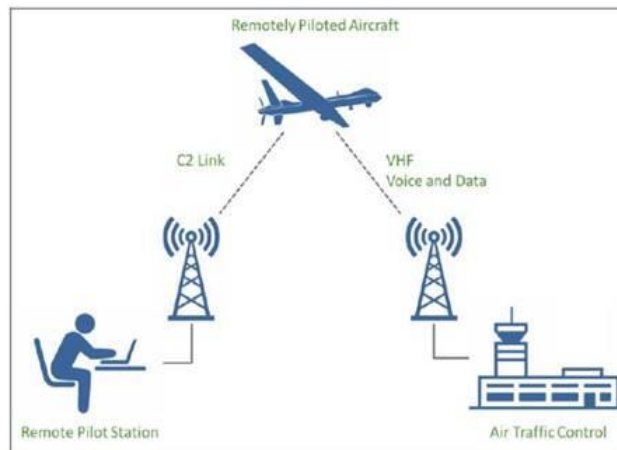 Remotely Piloted Aircraft
C2 Link
VHF
Voice and Data
Remote Pilot Station
Air Traffic Control